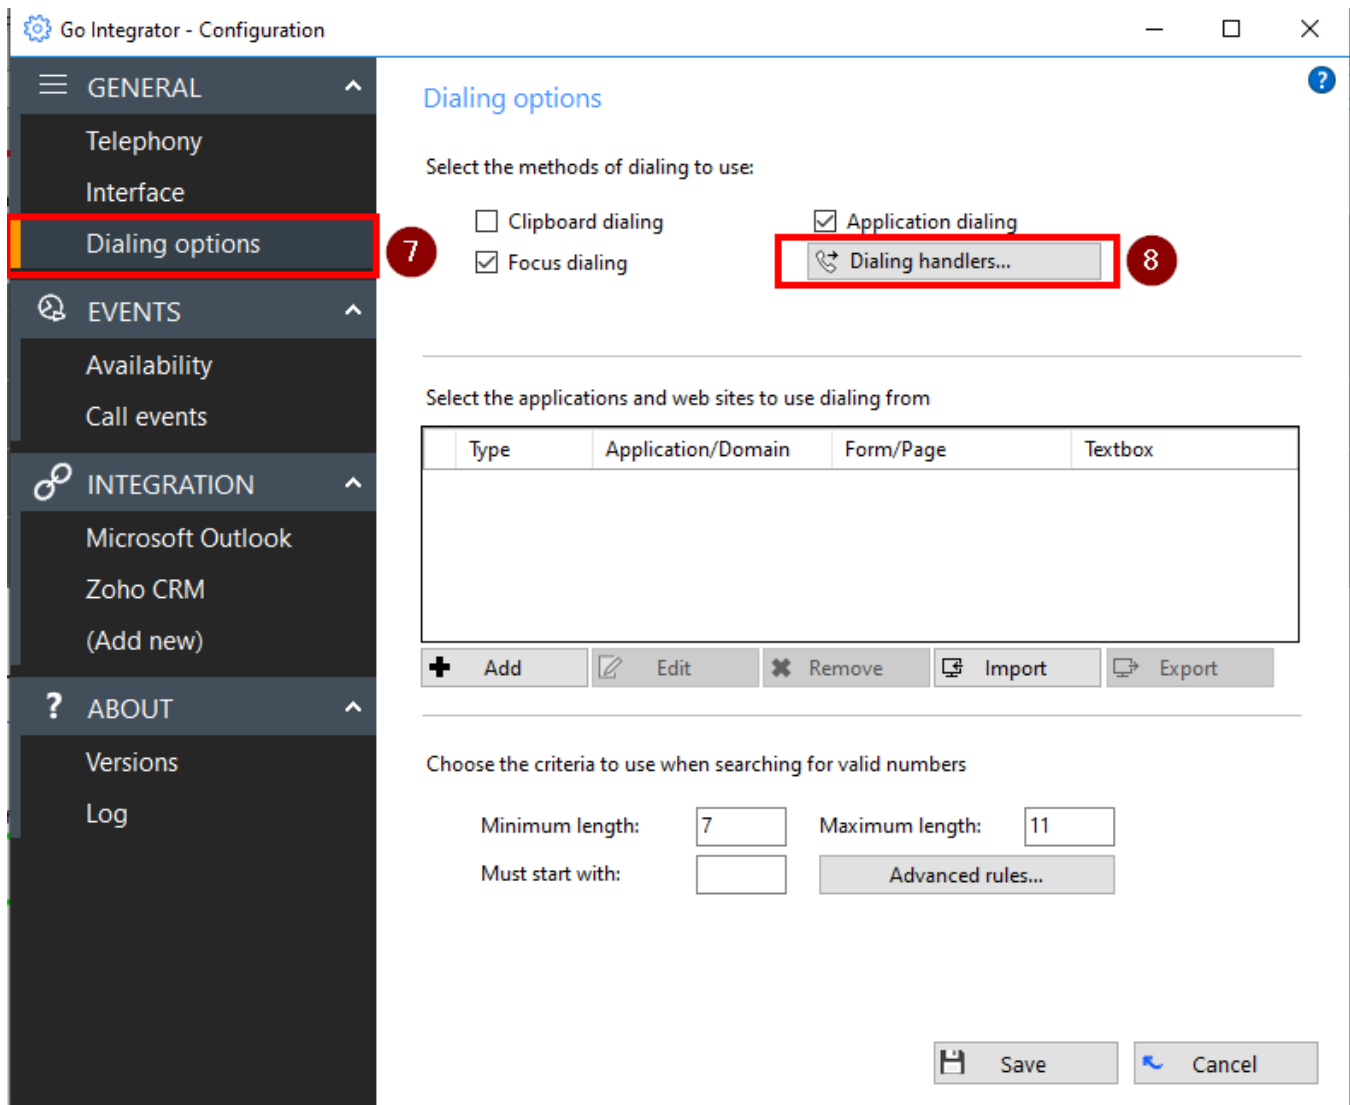 Go Integrator - Configuration
GENERAL
Telephony
Interface
Dialing options
7
EVENTS
Availability
Call events
INTEGRATION
Microsoft Outlook
Zoho CRM
(Add new)
? ABOUT
Versions
Log
?
Dialing options
Select the methods of dialing to use:
Clipboard dialing
Application dialing
Focus dialing
Dialing handlers...
8
Select the applications and web sites to use dialing from
Type Application/Domain Form/Page Textbox
Add Edit Remove Import Export
Choose the criteria to use when searching for valid numbers
Minimum length: 7 Maximum length: 11
Must start with: Advanced rules...
Save Cancel